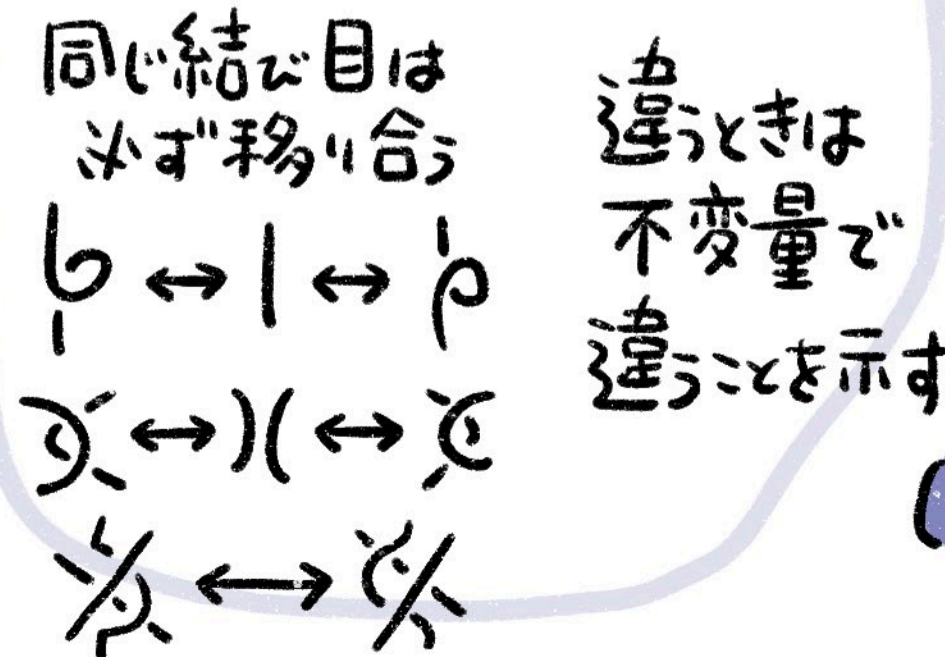 同じ結び目は
必ず移り合う
違うときは
不変量で
違うことを示す